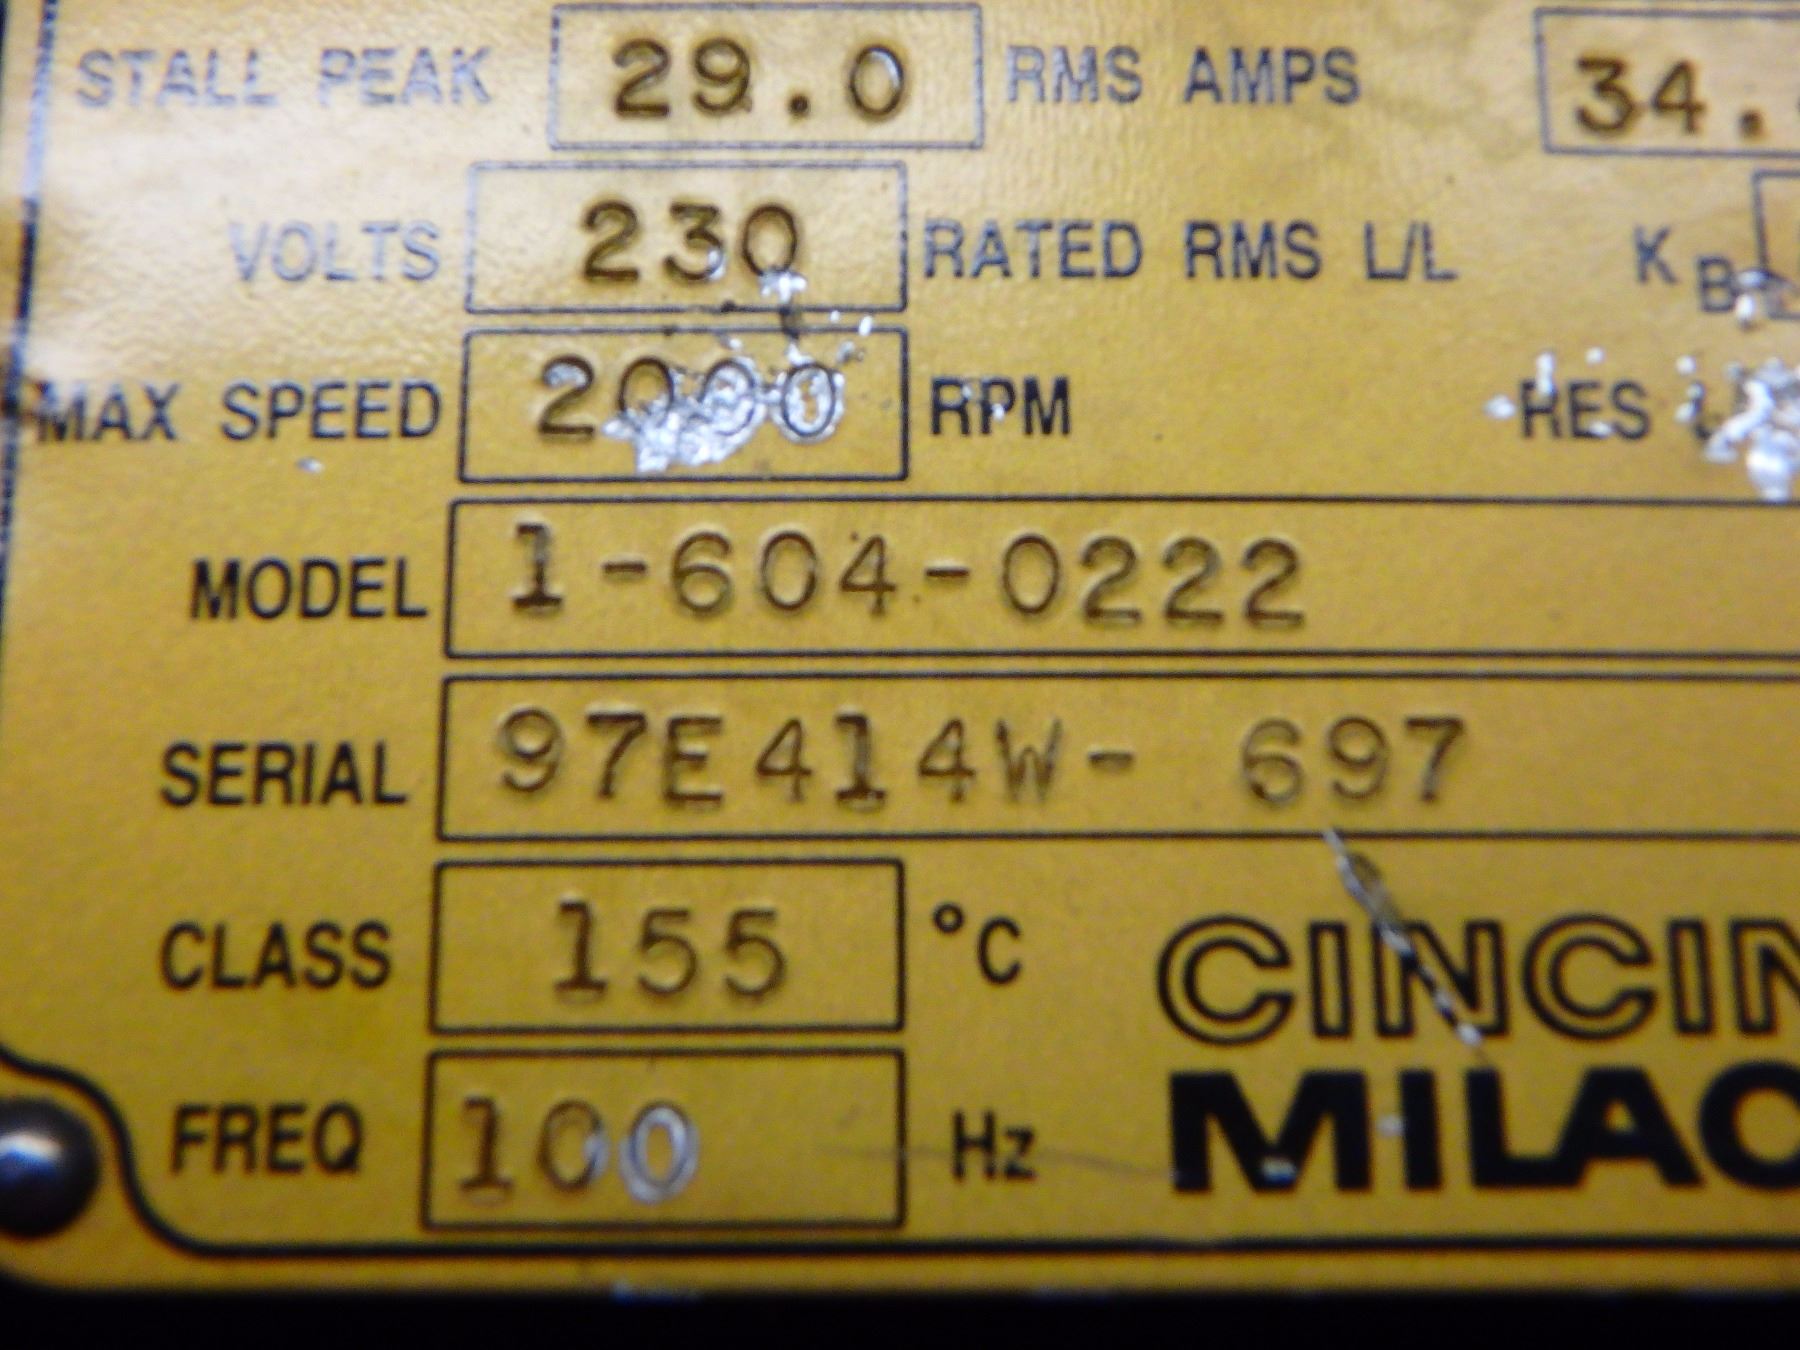 STALL PEAK 29.0 RMS AMPS 34.
VOLTS 230 RATED RMS L/L K B
MAX SPEED 2000 RPM RES
MODEL 1-604-0222
SERIAL 97E414W- 697
CLASS 155 °C
FREQ 100 Hz
CINCIN
MILAC